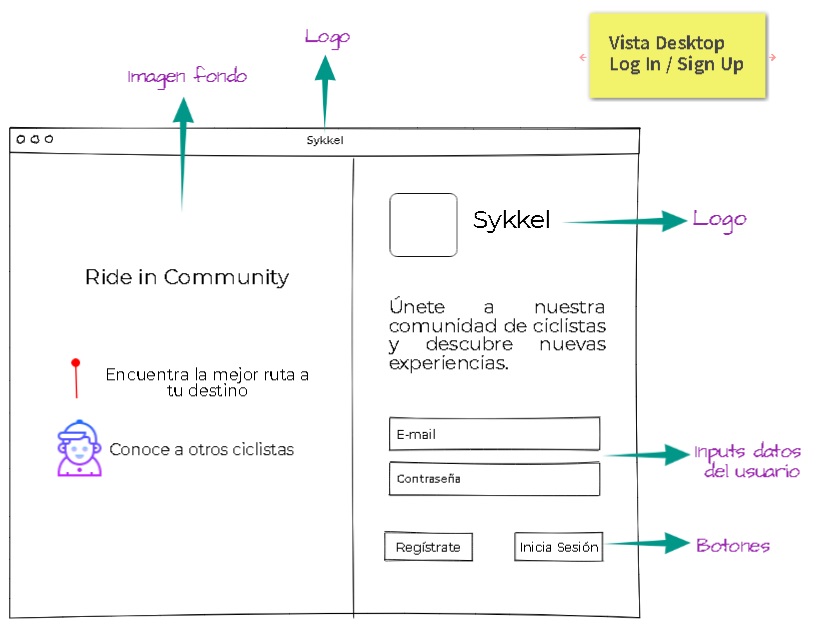 Vista Desktop
Log In / Sign Up
Logo
Imagen fondo
Sykkel
Sykkel
Logo
Ride in Community
Únete a nuestra
comunidad de ciclistas
y descubre nuevas
experiencias.
Encuentra la mejor ruta a
tu destino
Conoce a otros ciclistas
E-mail
Contraseña
Inputs datos
del usuario
Regístrate
Inicia Sesión
Botones